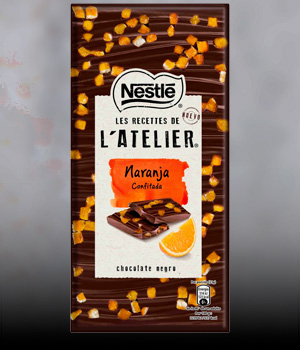 Nestlé®
LES RECETTES DE
NUEVO
L'ATELIER®
Naranja
Confitada
chocolate negro